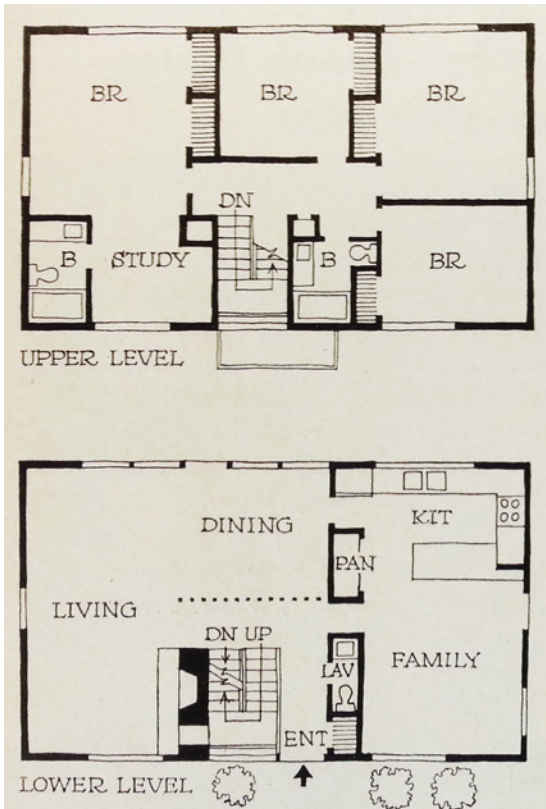 BR
BR
BR
DN
B
STUDY
B
BR
UPPER LEVEL
DINING
KIT
PAN
LIVING
DN UP
LAV
FAMILY
ENT
LOWER LEVEL